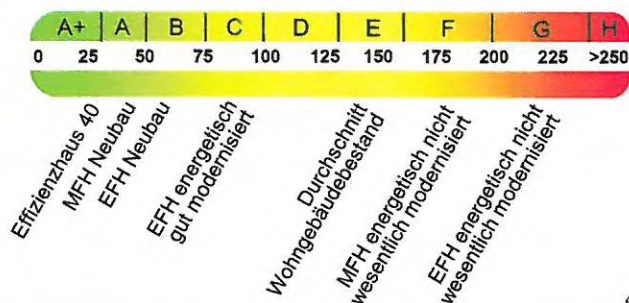 A+ A B C D E F G H
0 25 50 75 100 125 150 175 200 225 >250
Effizienzhaus 40
MFH Neubau
EFH Neubau
EFH energetisch
gut modernisiert
Durchschnitt
Wohngebäudebestand
MFH energetisch nicht
wesentlich modernisiert
EFH energetisch nicht
wesentlich modernisiert